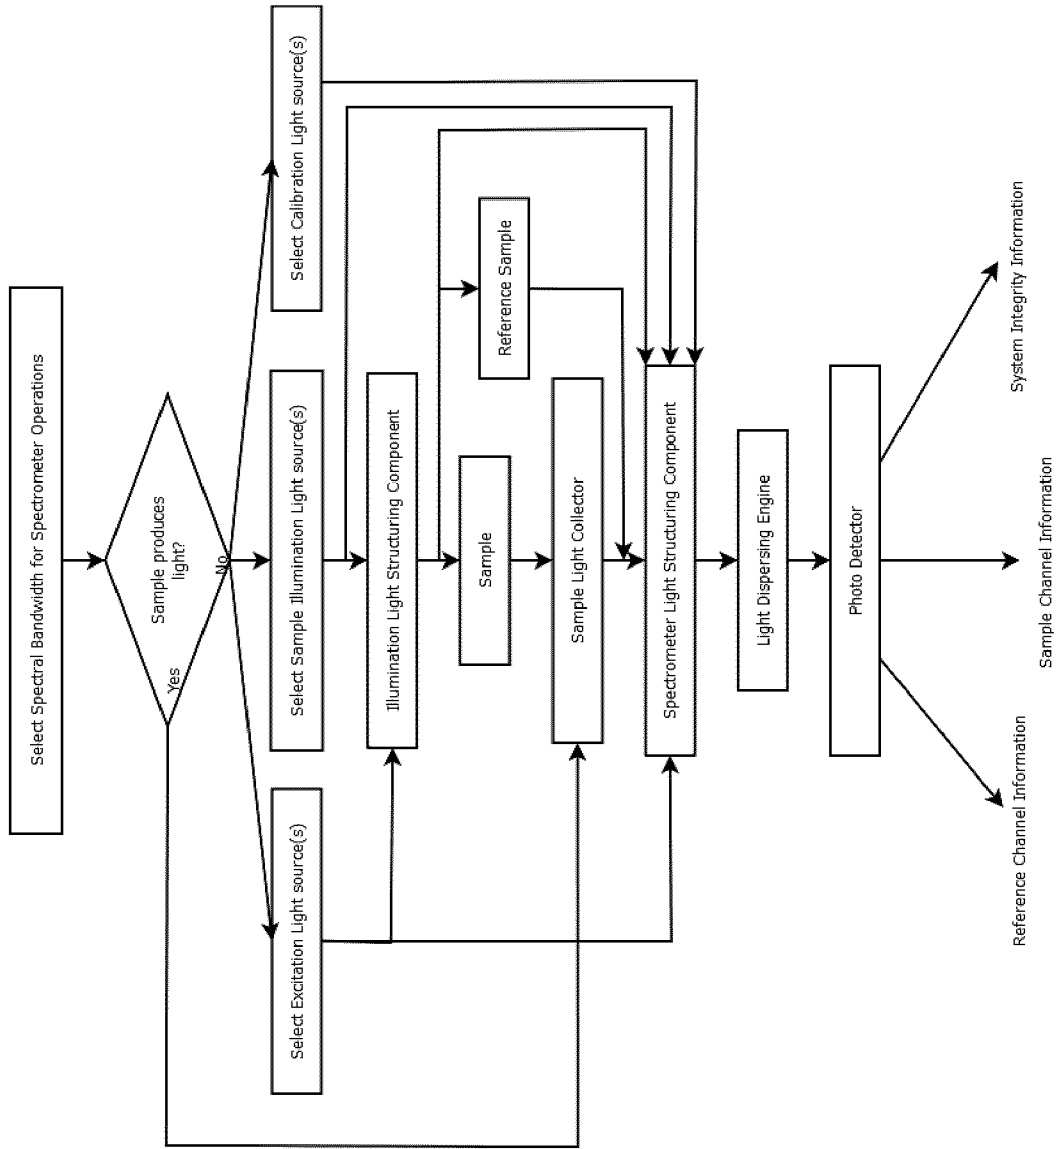 Select Spectral Bandwidth for Spectrometer Operations
Sample produces
light?
Yes
No
Select Excitation Light source(s)
Select Sample Illumination Light source(s)
Select Calibration Light source(s)
Illumination Light Structuring Component
Sample
Reference Sample
Sample Light Collector
Spectrometer Light Structuring Component
Light Dispersing Engine
Photo Detector
Reference Channel Information
Sample Channel Information
System Integrity Information